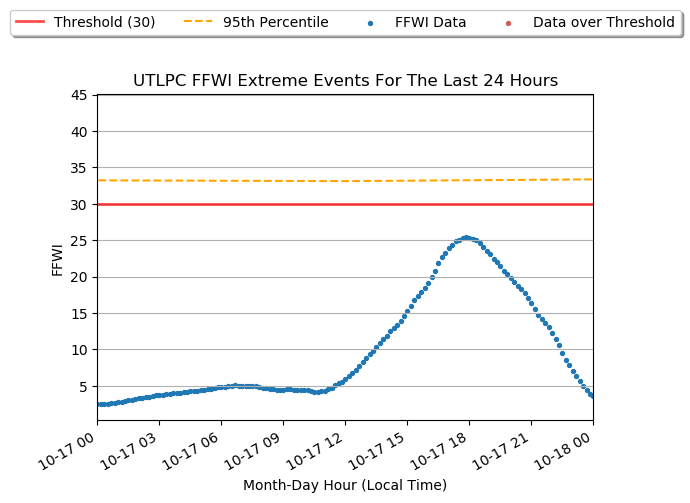 Threshold (30) 95th Percentile FFWI Data Data over Threshold
UTLPC FFWI Extreme Events For The Last 24 Hours
45
40
35
30
25
20
15
10
5
FFWI
10-17 00 10-17 03 10-17 06 10-17 09 10-17 12 10-17 15 10-17 18 10-17 21 10-18 00
Month-Day Hour (Local Time)